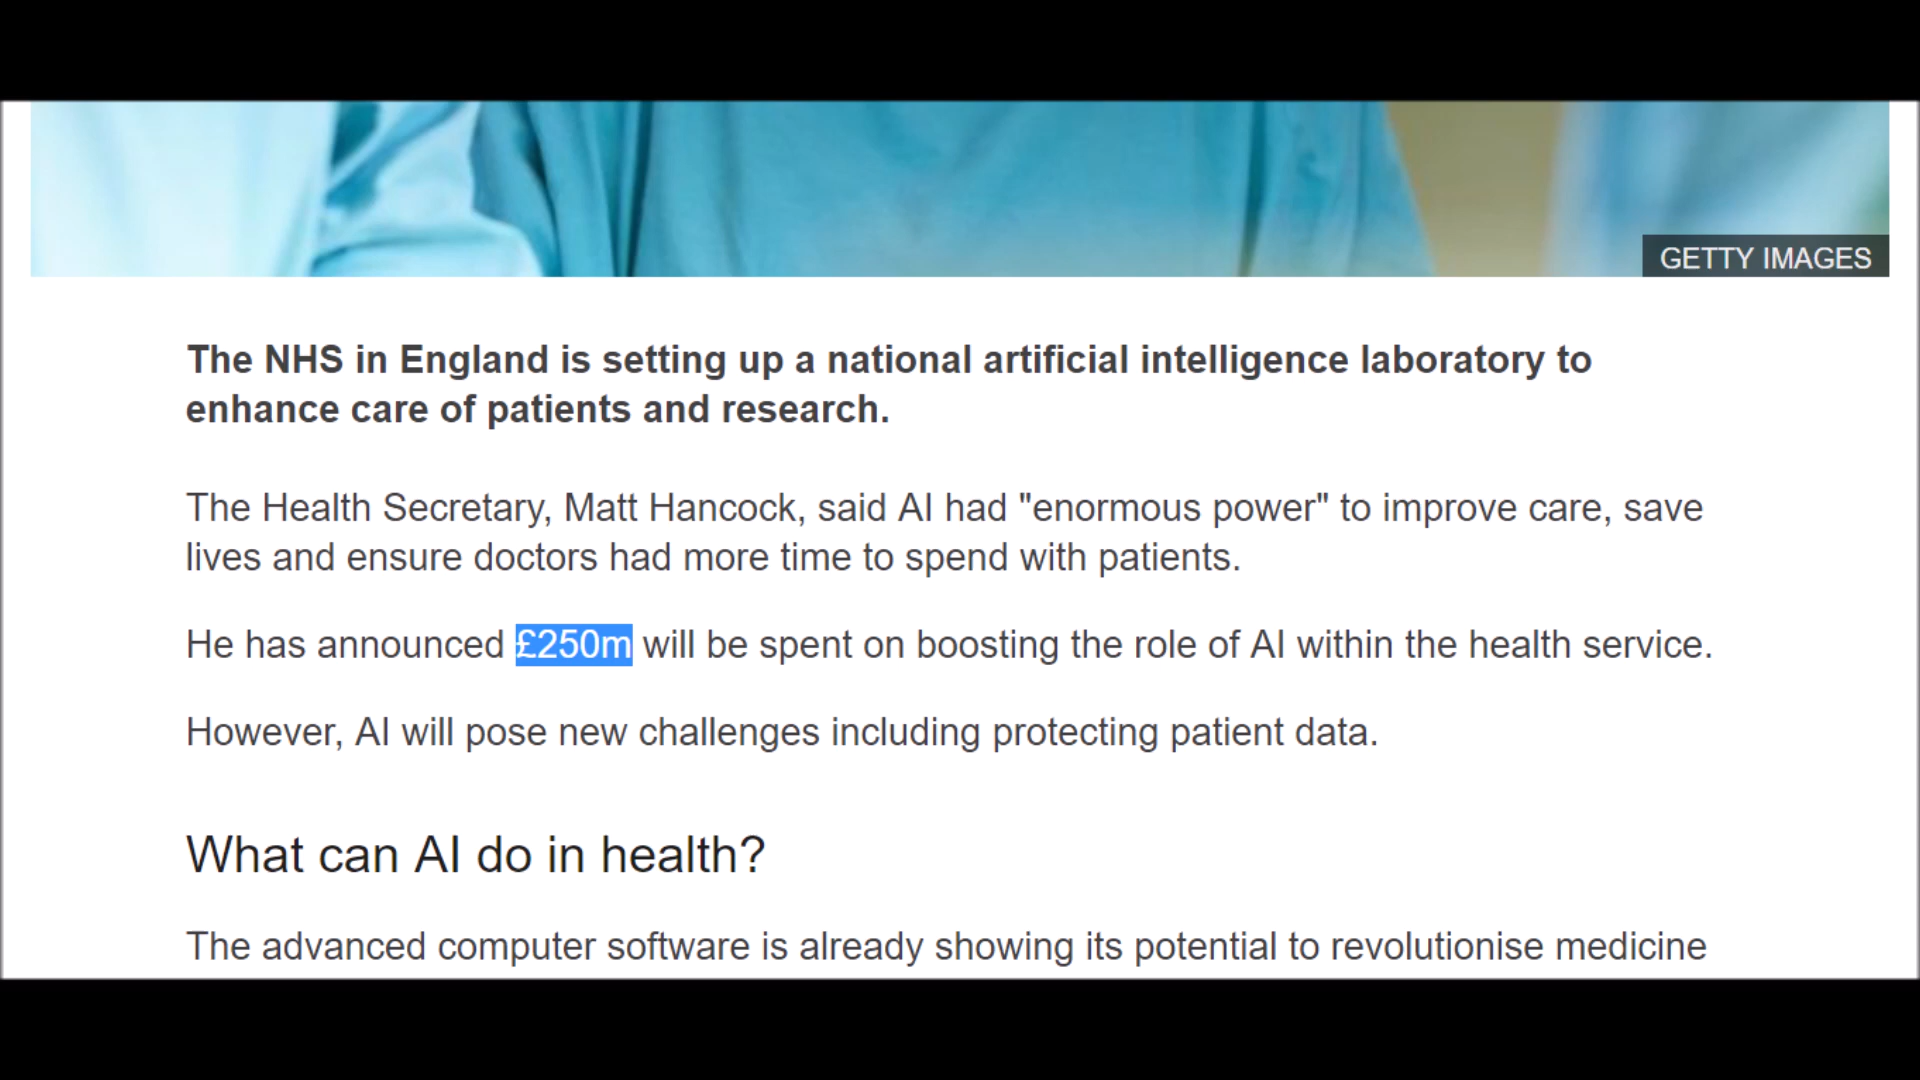 GETTY IMAGES
The NHS in England is setting up a national artificial intelligence laboratory to
enhance care of patients and research.
The Health Secretary, Matt Hancock, said AI had "enormous power" to improve care, save
lives and ensure doctors had more time to spend with patients.
He has announced £250m will be spent on boosting the role of AI within the health service.
However, AI will pose new challenges including protecting patient data.
What can AI do in health?
The advanced computer software is already showing its potential to revolutionise medicine